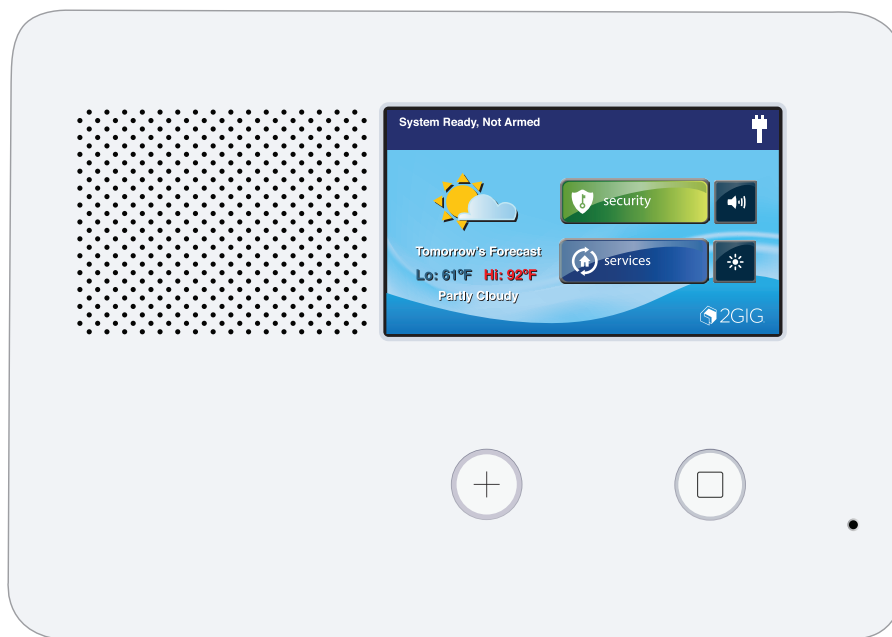 System Ready, Not Armed
security
Tomorrow's Forecast
services
Lo: 61°F Hi: 92°F
Partly Cloudy
2GIG